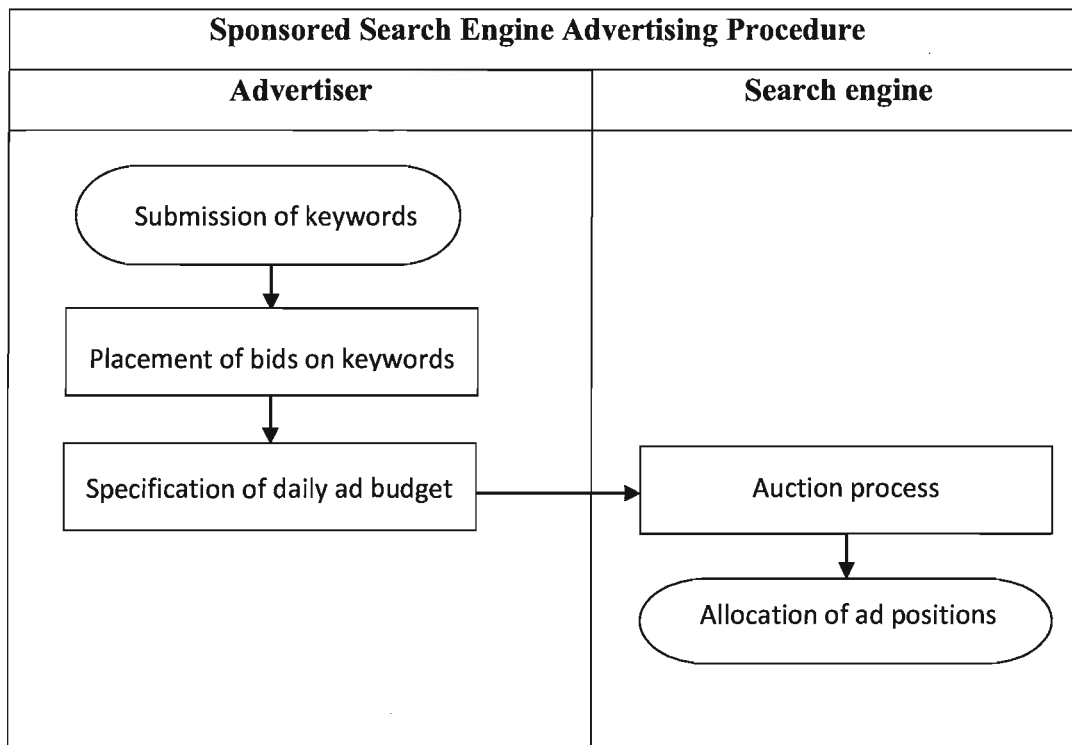 Sponsored Search Engine Advertising Procedure
Advertiser
Search engine
Submission of keywords
Placement of bids on keywords
Specification of daily ad budget
Auction process
Allocation of ad positions